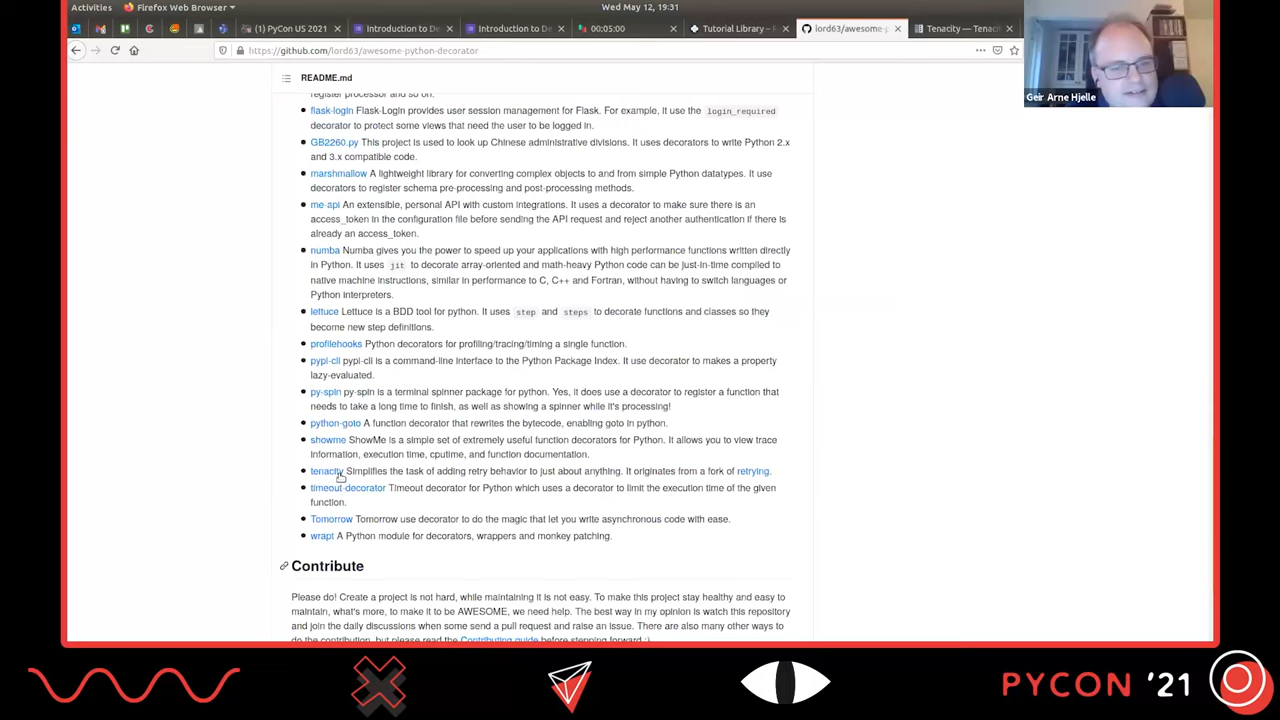 Activities
Firefox Web Browser
Wed May 12, 19:31
(1) PyCon US 2021
Introduction to De
Introduction to De
00:05:00
Tutorial Library – R
lord63/awesome-p
Tenacity — Tenac
https://github.com/lord63/awesome-python-decorator
Geir Arne Hjelle
README.md
register processor and so on.
flask-login Flask-Login provides user session management for Flask. For example, it use the login_required
decorator to protect some views that need the user to be logged in.
GB2260.py This project is used to look up Chinese administrative divisions. It uses decorators to write Python 2.x
and 3.x compatible code.
marshmallow A lightweight library for converting complex objects to and from simple Python datatypes. It use
decorators to register schema pre-processing and post-processing methods.
me-api An extensible, personal API with custom integrations. It uses a decorator to make sure there is an
access_token in the configuration file before sending the API request and reject another authentication if there is
already an access_token.
numba Numba gives you the power to speed up your applications with high performance functions written directly
in Python. It uses jit to decorate array-oriented and math-heavy Python code can be just-in-time compiled to
native machine instructions, similar in performance to C, C++ and Fortran, without having to switch languages or
Python interpreters.
lettuce Lettuce is a BDD tool for python. It uses step and steps to decorate functions and classes so they
become new step definitions.
profilehooks Python decorators for profiling/tracing/timing a single function.
pypi-cli pypi-cli is a command-line interface to the Python Package Index. It use decorator to makes a property
lazy-evaluated.
py-spin py-spin is a terminal spinner package for python. Yes, it does use a decorator to register a function that
needs to take a long time to finish, as well as showing a spinner while it's processing!
python-goto A function decorator that rewrites the bytecode, enabling goto in python.
showme ShowMe is a simple set of extremely useful function decorators for Python. It allows you to view trace
information, execution time, cputime, and function documentation.
tenacity Simplifies the task of adding retry behavior to just about anything. It originates from a fork of retrying.
timeout-decorator Timeout decorator for Python which uses a decorator to limit the execution time of the given
function.
Tomorrow Tomorrow use decorator to do the magic that let you write asynchronous code with ease.
wrapt A Python module for decorators, wrappers and monkey patching.
Contribute
Please do! Create a project is not hard, while maintaining it is not easy. To make this project stay healthy and easy to
maintain, what's more, to make it to be AWESOME, we need help. The best way in my opinion is watch this repository
and join the daily discussions when some send a pull request and raise an issue. There are also many other ways to
do the contribution, but please read the Contributing guide before stepping forward :)
PYCON '21